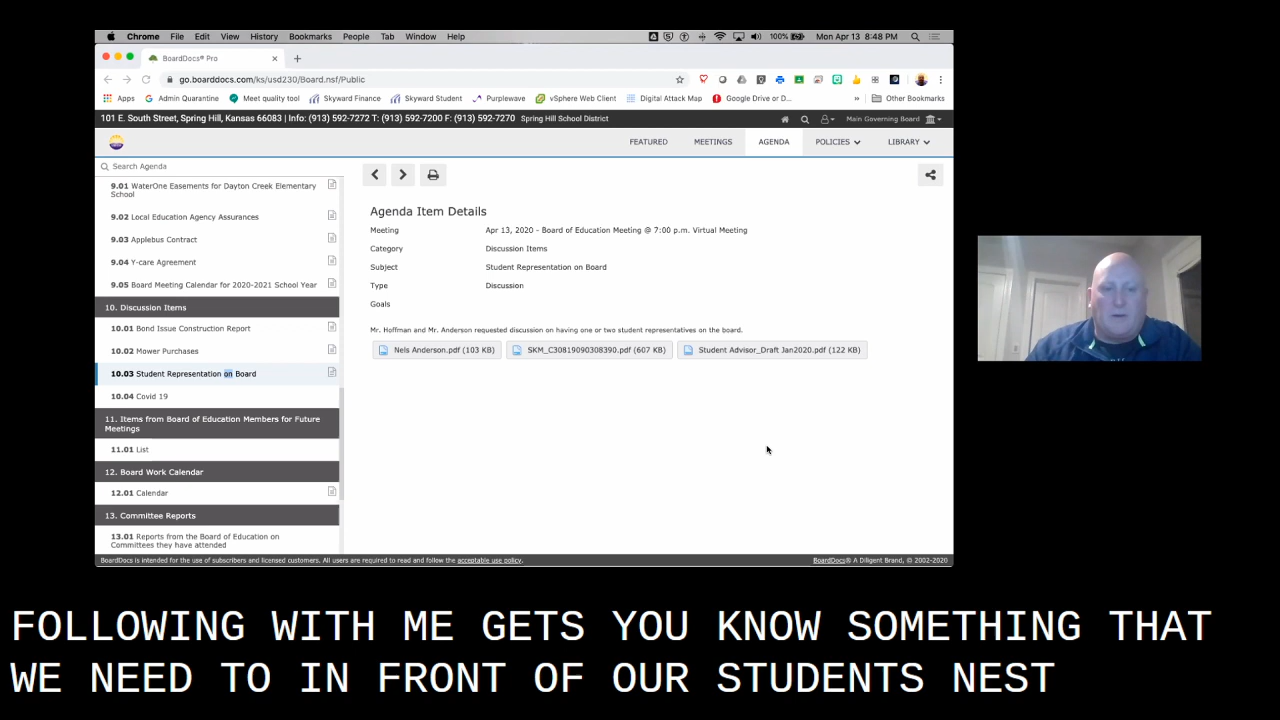 Chrome File Edit View History Bookmarks People Tab Window Help 100% Mon Apr 13 8:48 PM
BoardDocs® Pro
go.boarddocs.com/ks/usd230/Board.nsf/Public
Apps Admin Quarantine Meet quality tool Skyward Finance Skyward Student Purplewave vSphere Web Client Digital Attack Map Google Drive or D... » Other Bookmarks
101 E. South Street, Spring Hill, Kansas 66083 | Info: (913) 592-7272 T: (913) 592-7200 F: (913) 592-7270 Spring Hill School District Main Governing Board
FEATURED MEETINGS AGENDA POLICIES LIBRARY
Search Agenda
9.01 WaterOne Easements for Dayton Creek Elementary
School
9.02 Local Education Agency Assurances
9.03 Applebus Contract
9.04 Y-care Agreement
9.05 Board Meeting Calendar for 2020-2021 School Year
10. Discussion Items
10.01 Bond Issue Construction Report
10.02 Mower Purchases
10.03 Student Representation on Board
10.04 Covid 19
11. Items from Board of Education Members for Future
Meetings
11.01 List
12. Board Work Calendar
12.01 Calendar
13. Committee Reports
13.01 Reports from the Board of Education on
Committees they have attended
Agenda Item Details
Meeting Apr 13, 2020 - Board of Education Meeting @ 7:00 p.m. Virtual Meeting
Category Discussion Items
Subject Student Representation on Board
Type Discussion
Goals
Mr. Hoffman and Mr. Anderson requested discussion on having one or two student representatives on the board.
Nels Anderson.pdf (103 KB) SKM_C30819090308390.pdf (607 KB) Student Advisor_Draft Jan2020.pdf (122 KB)
BoardDocs is intended for the use of subscribers and licensed customers. All users are required to read and follow the acceptable use policy. BoardDocs® A Diligent Brand, © 2002-2020
FOLLOWING WITH ME GETS YOU KNOW SOMETHING THAT
WE NEED TO IN FRONT OF OUR STUDENTS NEST